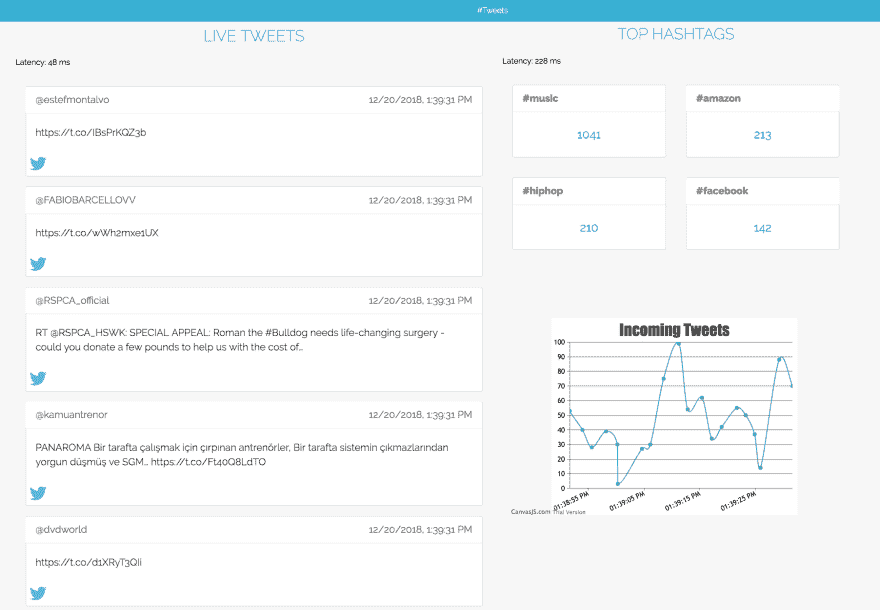 #Tweets
LIVE TWEETS
Latency: 48 ms
@estefmontalvo 12/20/2018, 1:39:31 PM
https://t.co/IBsPrKQZ3b
@FABIOBARCELLOVV 12/20/2018, 1:39:31 PM
https://t.co/wWh2mxe1UX
@RSPCA_official 12/20/2018, 1:39:31 PM
RT @RSPCA_HSWK: SPECIAL APPEAL: Roman the #Bulldog needs life-changing surgery -
could you donate a few pounds to help us with the cost of…
@kamuantrenor 12/20/2018, 1:39:31 PM
PANAROMA Bir tarafta çalışmak için çırpınan antrenörler, Bir tarafta sistemin çıkmazlarından
yorgun düşmüş ve SGM… https://t.co/Ft40Q8LdTO
@dvdworld 12/20/2018, 1:39:31 PM
https://t.co/d1XRyT3QIi
TOP HASHTAGS
Latency: 228 ms
#music #amazon
1041 213
#hiphop #facebook
210 142
Incoming Tweets
100
90
80
70
60
50
40
30
20
10
0
01:38:55 PM 01:39:05 PM 01:39:15 PM 01:39:25 PM
CanvasJS.com Trial Version